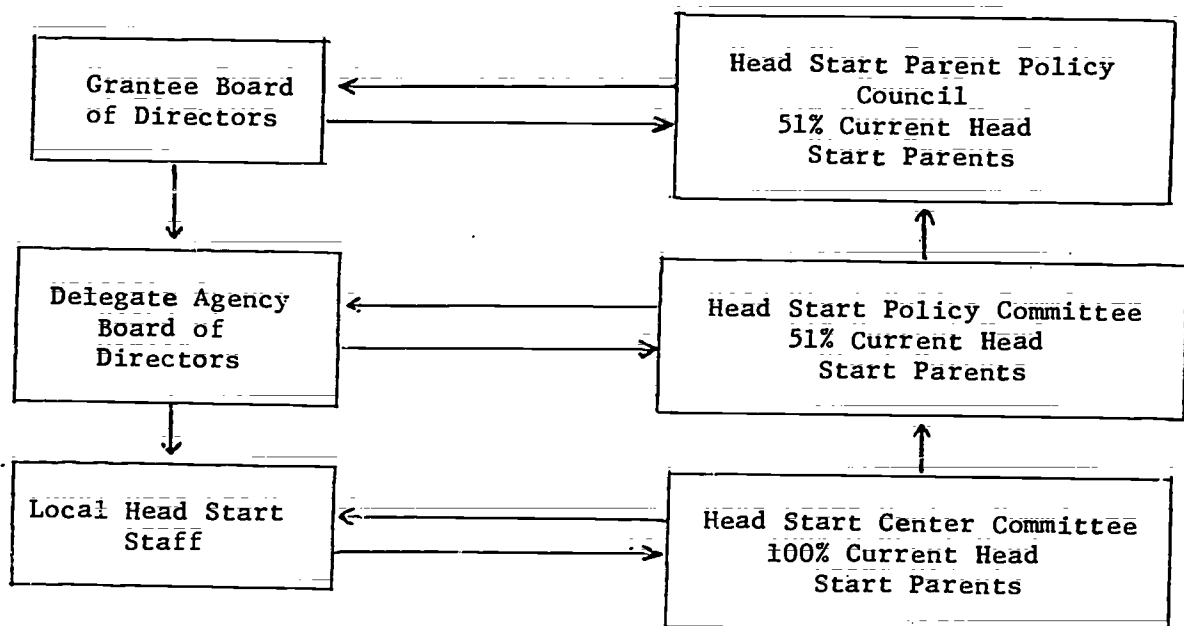 Grantee Board
of Directors
Head Start Parent Policy
Council
51% Current Head
Start Parents
Delegate Agency
Board of
Directors
Head Start Policy Committee
51% Current Head
Start Parents
Local Head Start
Staff
Head Start Center Committee
100% Current Head
Start Parents